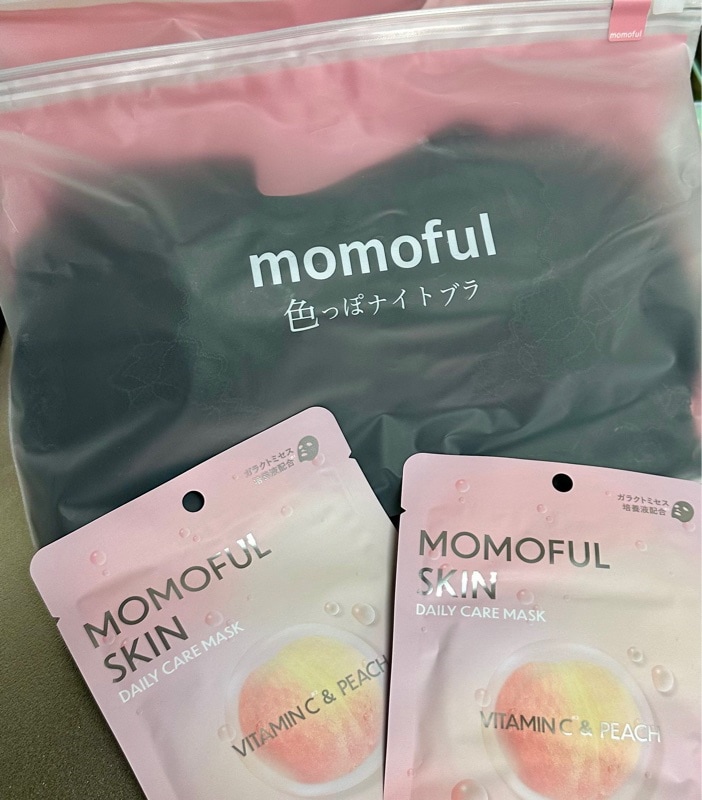 momoful
momoful
色っぽナイトブラ
ガラクトミセス
培養液配合
MOMOFUL
SKIN
DAILY CARE MASK
VITAMIN C & PEACH
ガラクトミセス
培養液配合
MOMOFUL
SKIN
DAILY CARE MASK
VITAMIN C & PEACH